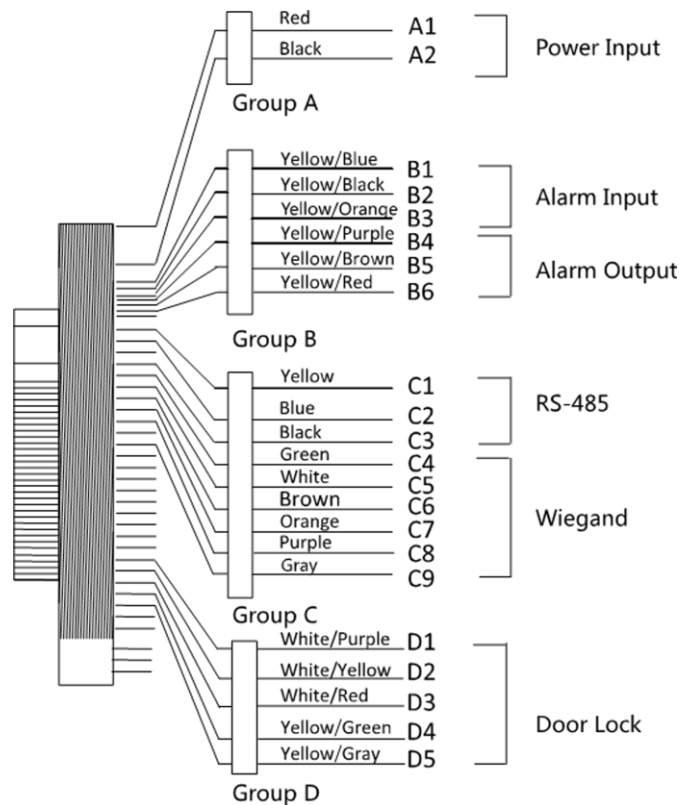 Red A1
Black A2
Power Input
Group A
Yellow/Blue B1
Yellow/Black B2
Yellow/Orange B3
Alarm Input
Yellow/Purple B4
Yellow/Brown B5
Yellow/Red B6
Alarm Output
Group B
Yellow C1
Blue C2
Black C3
RS-485
Green C4
White C5
Brown C6
Orange C7
Purple C8
Gray C9
Wiegand
Group C
White/Purple D1
White/Yellow D2
White/Red D3
Yellow/Green D4
Yellow/Gray D5
Door Lock
Group D